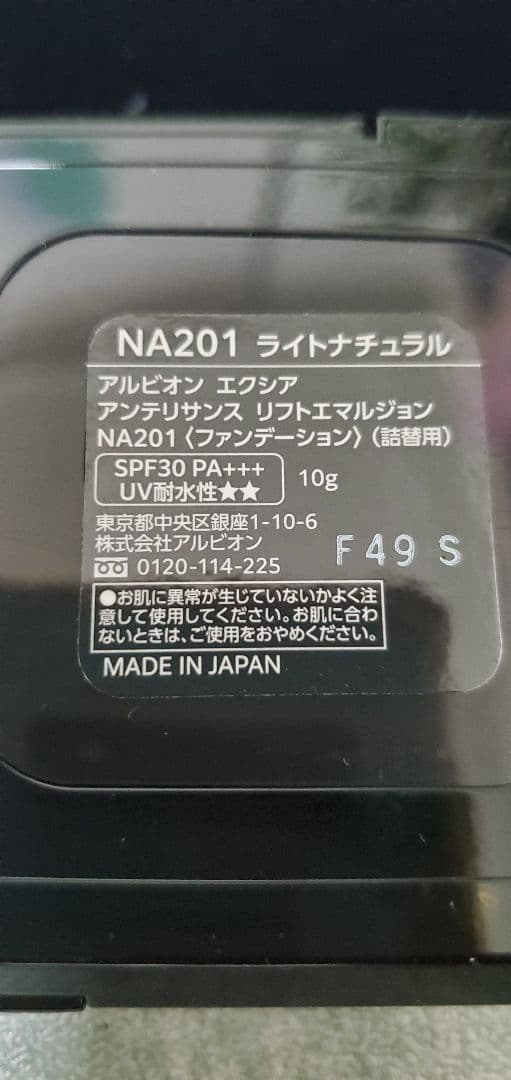 NA201 ライトナチュラル
アルビオン エクシア
アンテリサンス リフトエマルジョン
NA201〈ファンデーション〉(詰替用)
SPF30 PA+++
UV耐水性★★
10g
東京都中央区銀座1-10-6
株式会社アルビオン
0120-114-225
F49 S
●お肌に異常が生じていないかよく注
意して使用してください。お肌に合わ
ないときは、ご使用をおやめください。
MADE IN JAPAN